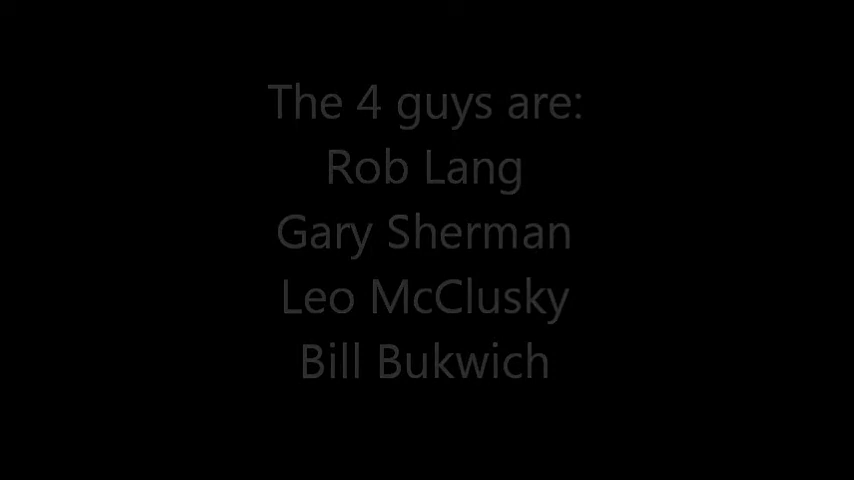 The 4 guys are:
Rob Lang
Gary Sherman
Leo McClusky
Bill Bukwich